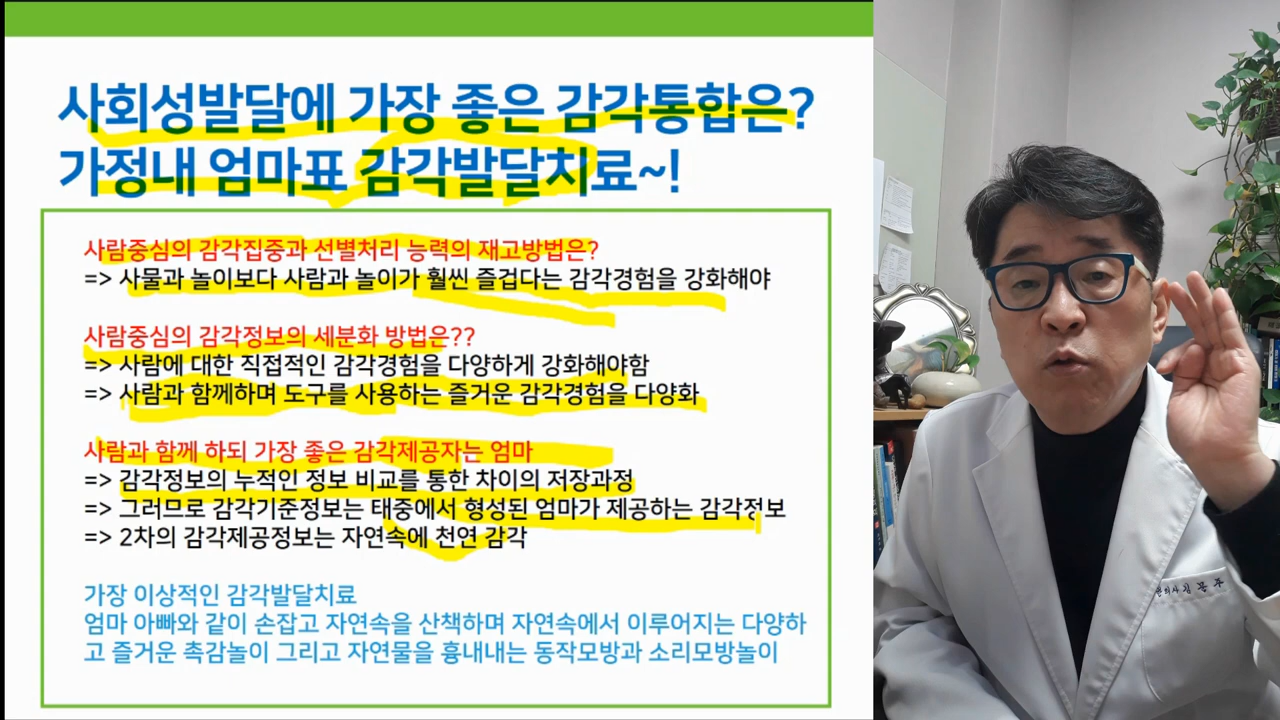 사회성발달에 가장 좋은 감각통합은?
가정내 엄마표 감각발달치료~!
사람중심의 감각집중과 선별처리 능력의 재고방법은?
=> 사물과 놀이보다 사람과 놀이가 훨씬 즐겁다는 감각경험을 강화해야
사람중심의 감각정보의 세분화 방법은??
=> 사람에 대한 직접적인 감각경험을 다양하게 강화해야함
=> 사람과 함께하며 도구를 사용하는 즐거운 감각경험을 다양화
사람과 함께 하되 가장 좋은 감각제공자는 엄마
=> 감각정보의 누적인 정보 비교를 통한 차이의 저장과정
=> 그러므로 감각기준정보는 태중에서 형성된 엄마가 제공하는 감각정보
=> 2차의 감각제공정보는 자연속에 천연 감각
가장 이상적인 감각발달치료
엄마 아빠와 같이 손잡고 자연속을 산책하며 자연속에서 이루어지는 다양하
고 즐거운 촉감놀이 그리고 자연물을 흉내내는 동작모방과 소리모방놀이